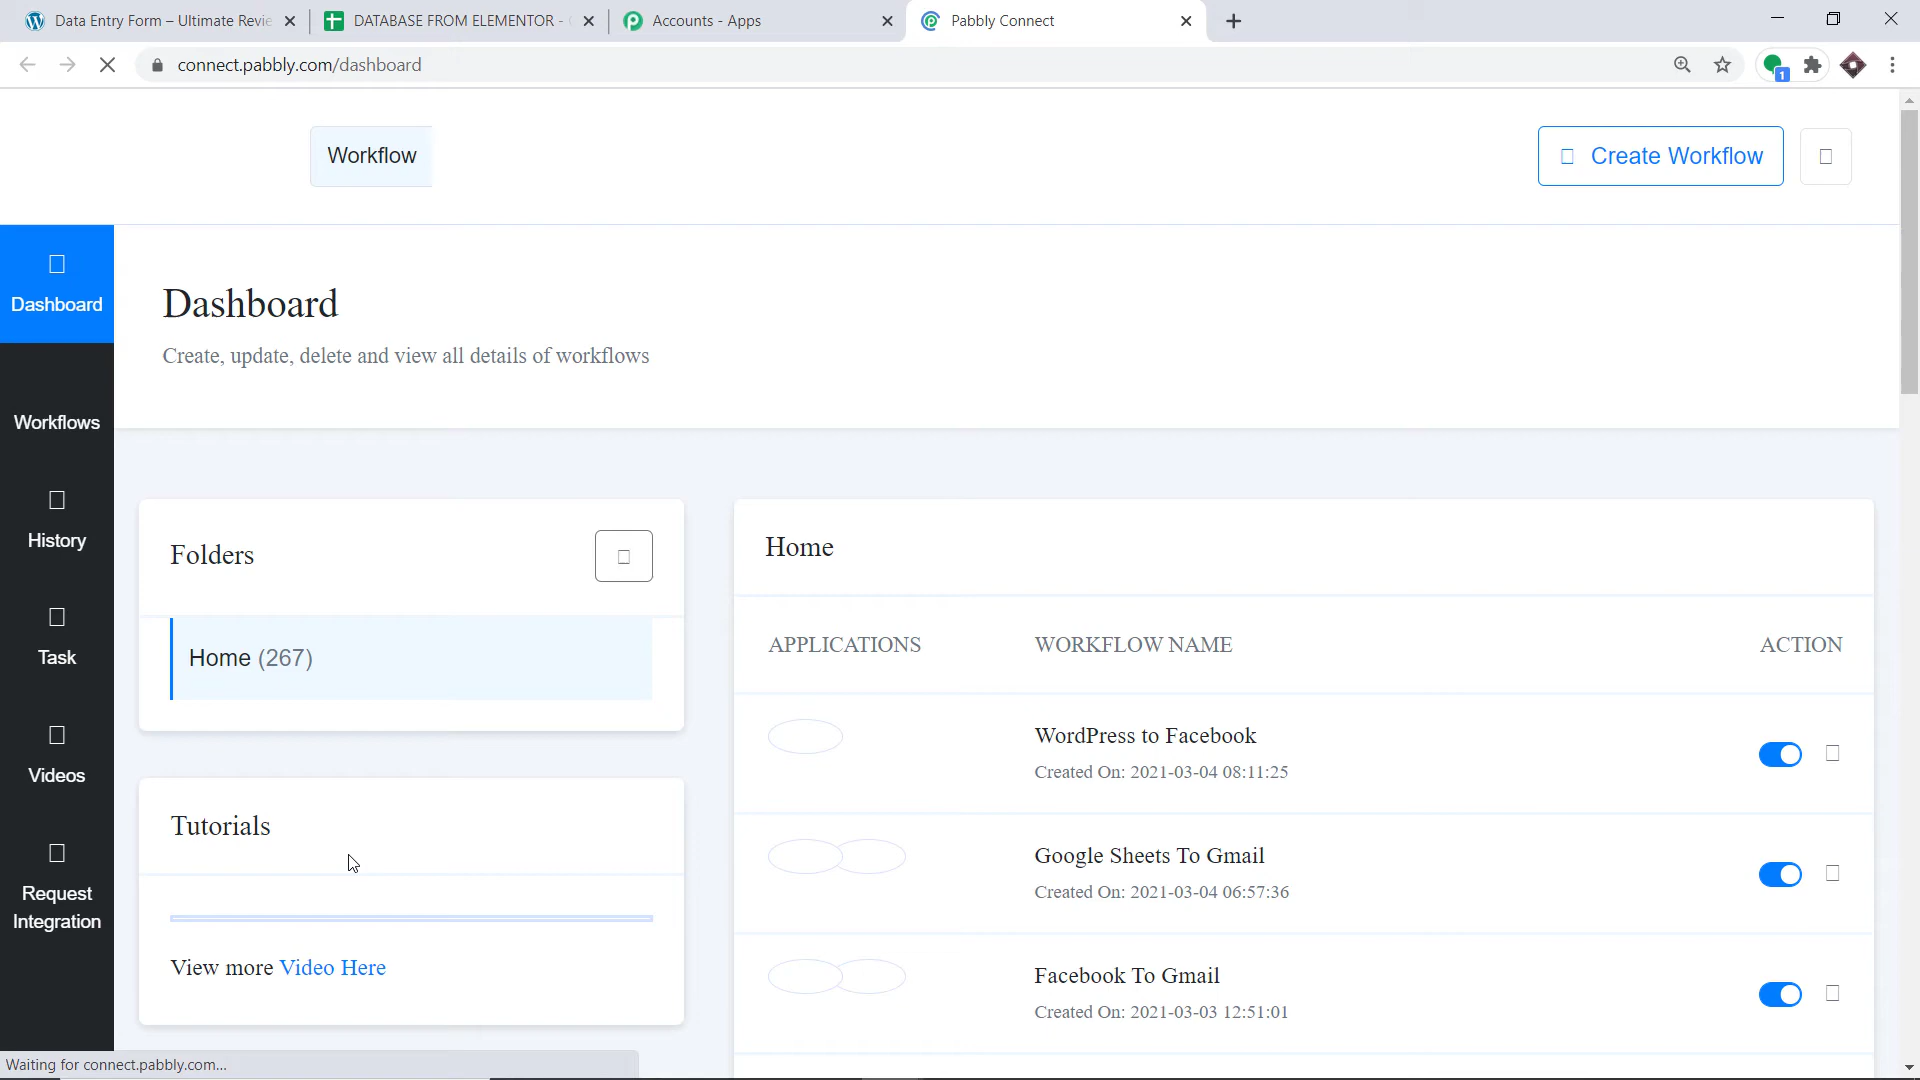 Data Entry Form – Ultimate Revie
DATABASE FROM ELEMENTOR -
Accounts - Apps
Pabbly Connect
connect.pabbly.com/dashboard
1
Workflow
Create Workflow
Dashboard
Dashboard
Create, update, delete and view all details of workflows
Workflows
History
Task
Videos
Request
Integration
Folders
Home (267)
Tutorials
View more Video Here
Home
APPLICATIONS WORKFLOW NAME ACTION
WordPress to Facebook
Created On: 2021-03-04 08:11:25
Google Sheets To Gmail
Created On: 2021-03-04 06:57:36
Facebook To Gmail
Created On: 2021-03-03 12:51:01
Waiting for connect.pabbly.com...